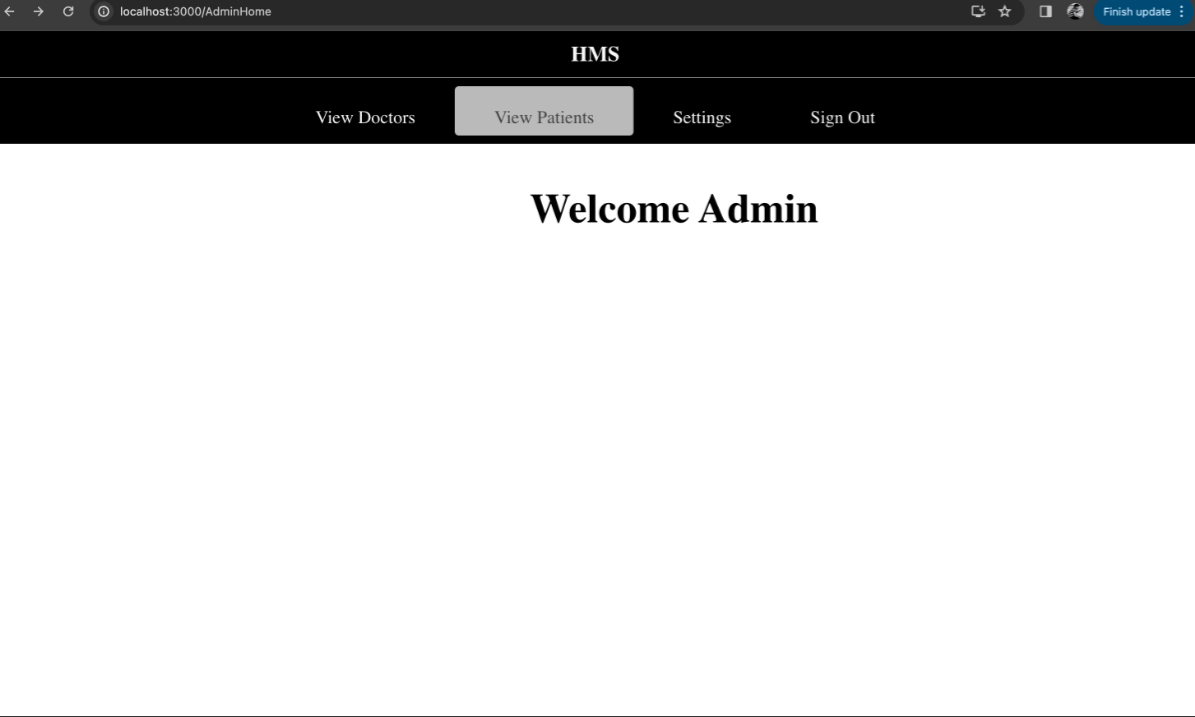 localhost:3000/AdminHome
Finish update
HMS
View Doctors View Patients Settings Sign Out
Welcome Admin